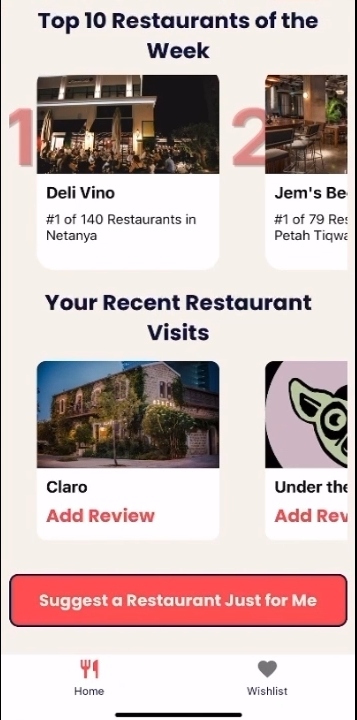 Top 10 Restaurants of the
Week
1
2
Deli Vino
#1 of 140 Restaurants in
Netanya
Jem's Be
#1 of 79 Res
Petah Tiqwa
Your Recent Restaurant
Visits
Claro
Add Review
Under the
Add Rev
Suggest a Restaurant Just for Me
Home
Wishlist